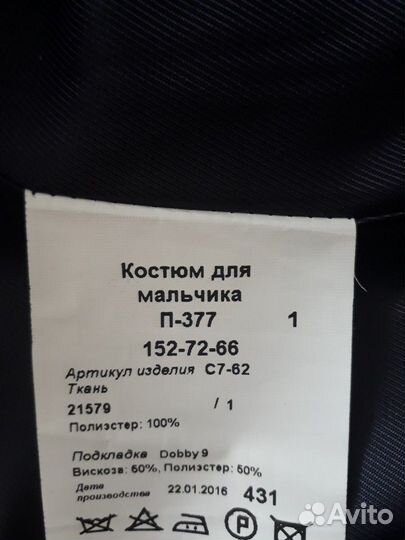 Костюм для
мальчика
П-377 1
152-72-66
Артикул изделия С7-62
Ткань
21579 / 1
Полиэстер: 100%
Подкладка Dobby 9
Вискоза: 50%, Полиэстер: 50%
Дата производства 22.01.2016 431
P
Avito